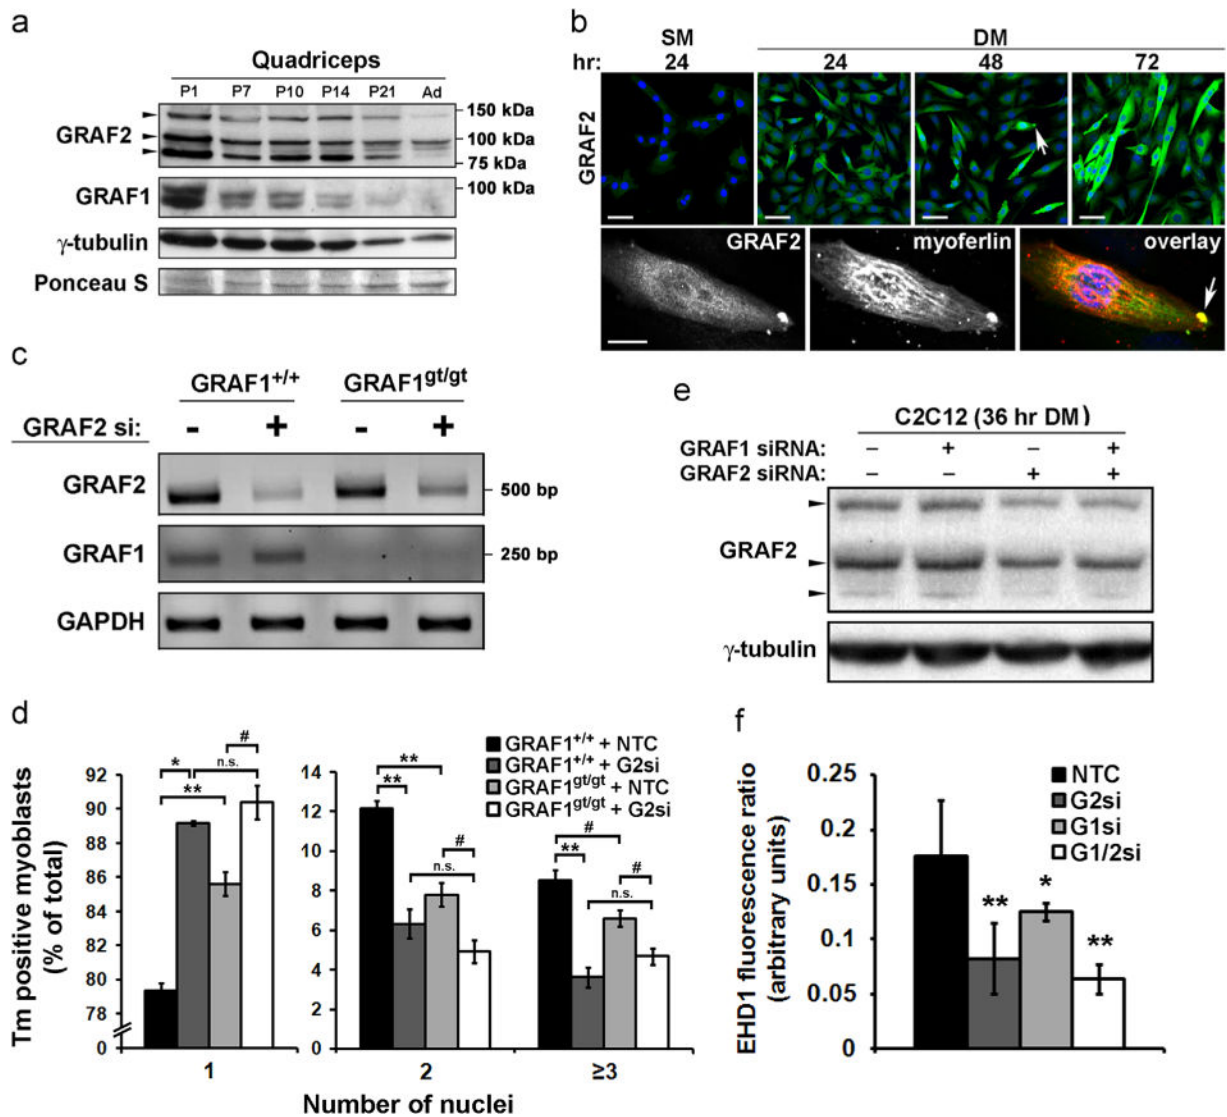 a
Quadriceps
P1 P7 P10 P14 P21 Ad
GRAF2
150 kDa
100 kDa
75 kDa
GRAF1
100 kDa
γ-tubulin
Ponceau S
b
SM DM
hr: 24 24 48 72
GRAF2
GRAF2 myoferlin overlay
c
GRAF1+/+ GRAF1gt/gt
GRAF2 si: - + - +
GRAF2
500 bp
GRAF1
250 bp
GAPDH
e
C2C12 (36 hr DM)
GRAF1 siRNA: – + – +
GRAF2 siRNA: – – + +
GRAF2
γ-tubulin
d
Tm positive myoblasts
(% of total)
92
90
88
86
84
82
80
78
0
* ** n.s. #
14
12
10
8
6
4
2
0
** ** n.s. #
# ** n.s. #
GRAF1+/+ + NTC
GRAF1+/+ + G2si
GRAF1gt/gt + NTC
GRAF1gt/gt + G2si
1 2 ≥3
Number of nuclei
f
EHD1 fluorescence ratio
(arbitrary units)
0.25
0.2
0.15
0.1
0.05
0
** * **
NTC
G2si
G1si
G1/2si